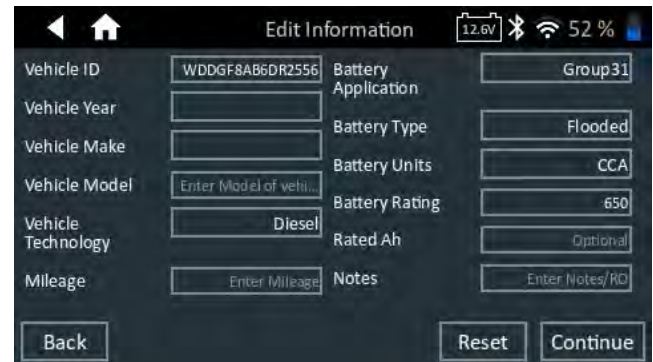 Edit Information
12.6V
52 %
Vehicle ID
WDDGF8AB6DR2556
Vehicle Year
Vehicle Make
Vehicle Model
Enter Model of vehi...
Vehicle
Technology
Diesel
Mileage
Enter Mileage
Battery
Application
Group31
Battery Type
Flooded
Battery Units
CCA
Battery Rating
650
Rated Ah
Optional
Notes
Enter Notes/RO
Back
Reset
Continue